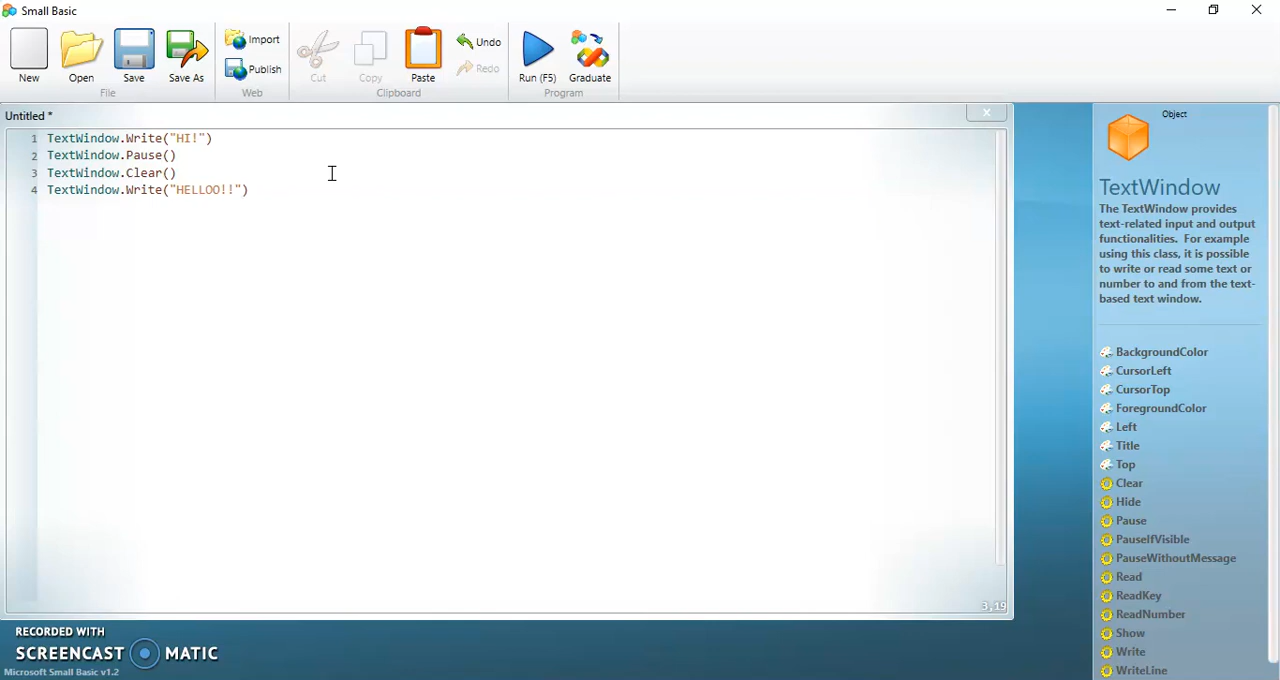 Small Basic
New
Open
Save
Save As
File
Import
Publish
Web
Cut
Copy
Paste
Undo
Redo
Clipboard
Run (F5)
Graduate
Program
Untitled *
x
1 TextWindow.Write("HI!")
2 TextWindow.Pause()
3 TextWindow.Clear()
4 TextWindow.Write("HELLOO!!")
3,19
Object
TextWindow
The TextWindow provides
text-related input and output
functionalities. For example
using this class, it is possible
to write or read some text or
number to and from the text-
based text window.
BackgroundColor
CursorLeft
CursorTop
ForegroundColor
Left
Title
Top
Clear
Hide
Pause
PauseIfVisible
PauseWithoutMessage
Read
ReadKey
ReadNumber
Show
Write
WriteLine
RECORDED WITH
SCREENCAST MATIC
Microsoft Small Basic v1.2